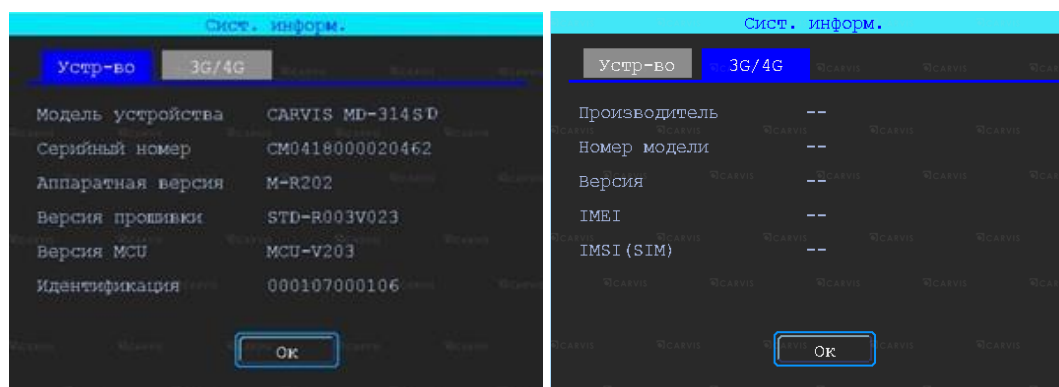 Сист. информ.
Устр-во 3G/4G
Модель устройства CARVIS MD-314SD
Серийный номер CM0418000020462
Аппаратная версия M-R202
Версия прошивки STD-R003V023
Версия MCU MCU-V203
Идентификация 000107000106
Ок
Сист. информ.
Устр-во 3G/4G
Производитель --
Номер модели --
Версия --
IMEI --
IMSI(SIM) --
Ок